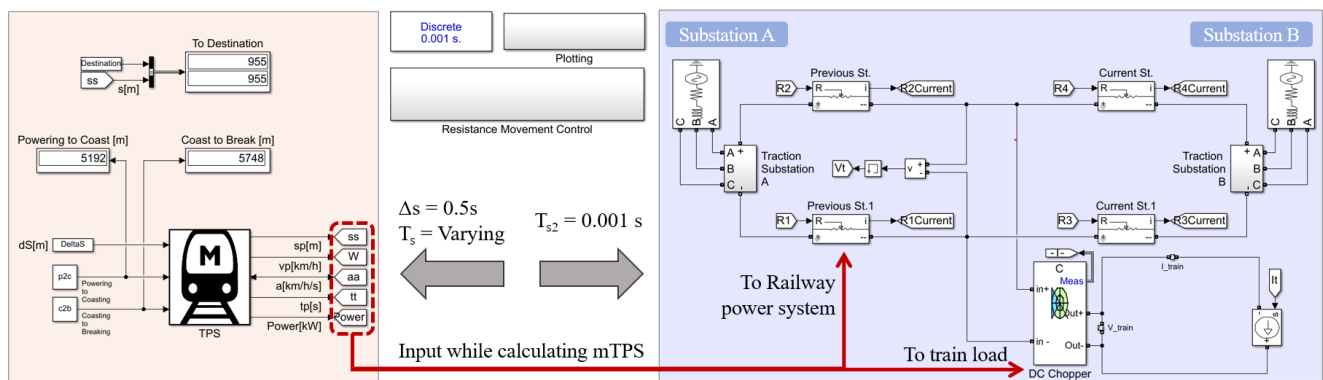 To Destination
Destination
ss
s[m]
955
955
Powering to Coast [m]
5192
Coast to Break [m]
5748
dS[m]
DeltaS
p2c
Powering
to
Coasting
c2b
Coasting
to
Breaking
M
TPS
sp[m]
vp[km/h]
a[km/h/s]
tp[s]
Power[kW]
ss
W
aa
tt
Power
Discrete
0.001 s.
Plotting
Resistance Movement Control
Δs = 0.5s
Ts = Varying
Ts2 = 0.001 s
Input while calculating mTPS
To Railway
power system
To train load
Substation A
Substation B
C
B
A
A
B
C
+
-
Traction
Substation
A
R2
Previous St.
R
i
+
--
R2Current
R4
Current St.
R
i
+
--
R4Current
Vt
v
+
-
R1
Previous St.1
R
i
+
--
R1Current
R3
Current St.1
R
i
+
--
R3Current
C
B
A
Traction
Substation
B
+
-
A
B
C
C
Meas
in+
in -
Out+
Out-
DC Chopper
I_train
V_train
It
s